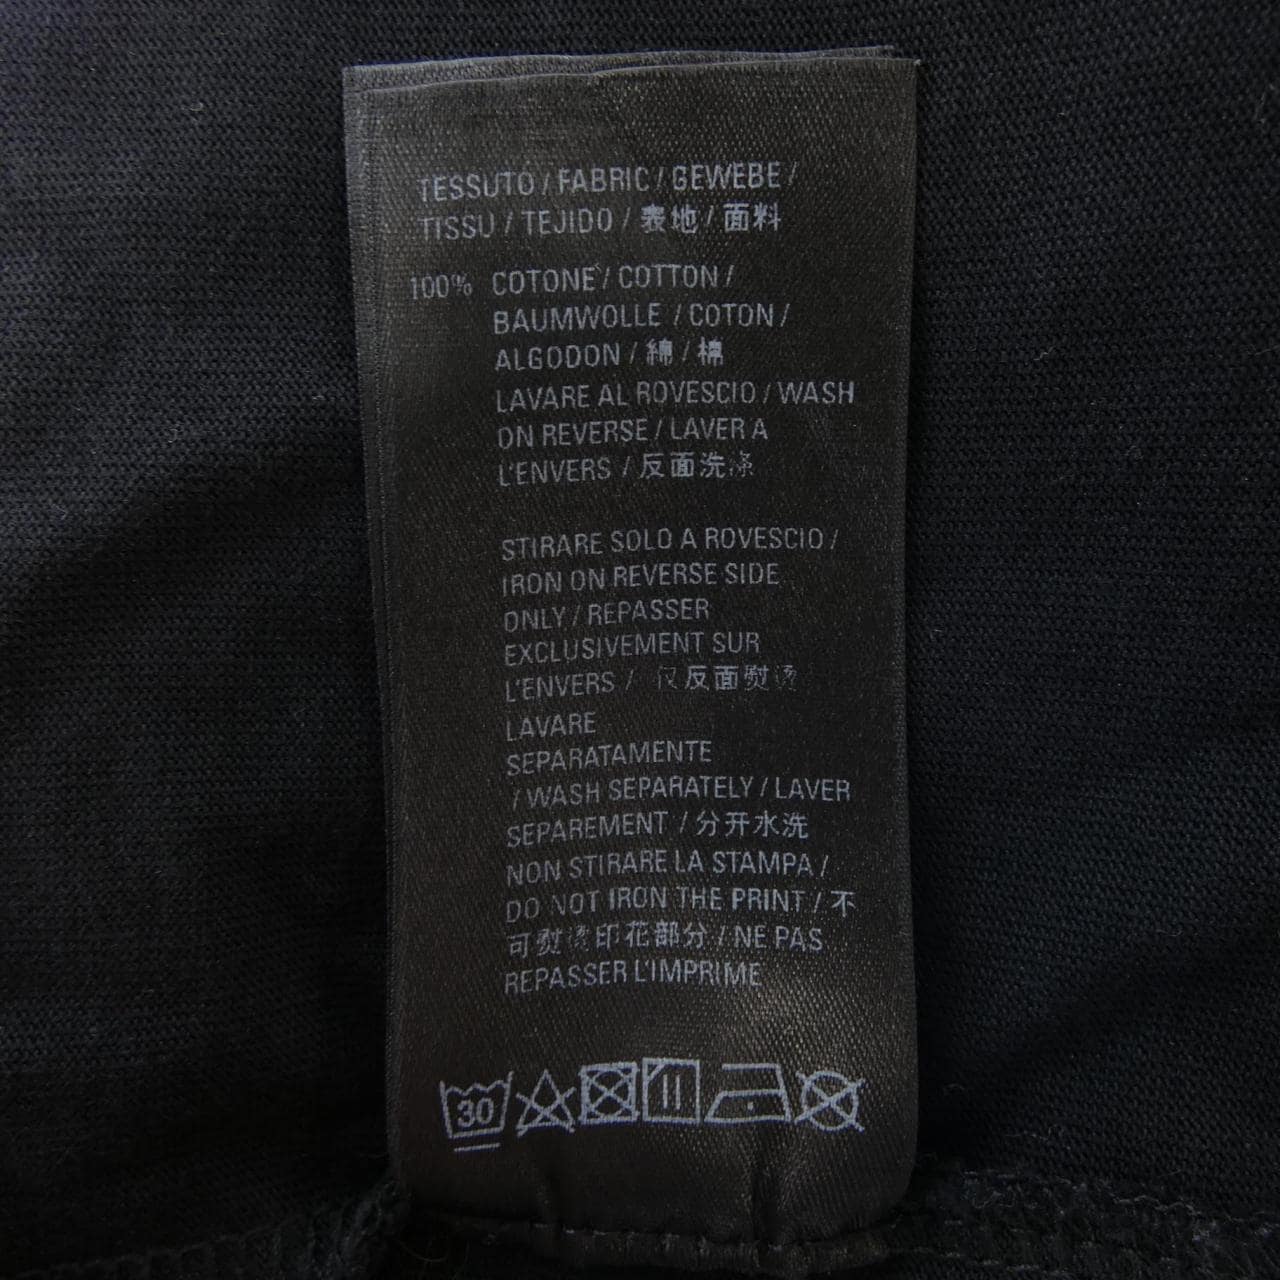 TESSUTO / FABRIC / GEWEBE /
TISSU / TEJIDO / 表地 / 面料
100% COTONE / COTTON /
BAUMWOLLE / COTON /
ALGODON / 綿 / 棉
LAVARE AL ROVESCIO / WASH
ON REVERSE / LAVER A
L'ENVERS / 反面洗涤
STIRARE SOLO A ROVESCIO /
IRON ON REVERSE SIDE
ONLY / REPASSER
EXCLUSIVEMENT SUR
L'ENVERS / 仅反面熨烫
LAVARE
SEPARATAMENTE
/ WASH SEPARATELY / LAVER
SEPAREMENT / 分开水洗
NON STIRARE LA STAMPA /
DO NOT IRON THE PRINT / 不
可熨烫印花部分 / NE PAS
REPASSER L'IMPRIME
30